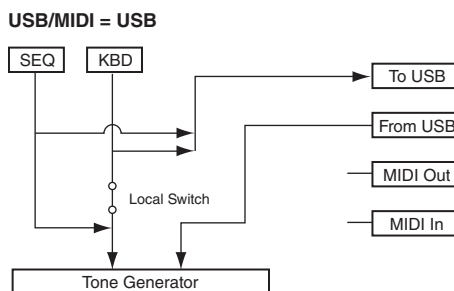 USB/MIDI = USB
SEQ
KBD
To USB
From USB
MIDI Out
Local Switch
MIDI In
Tone Generator